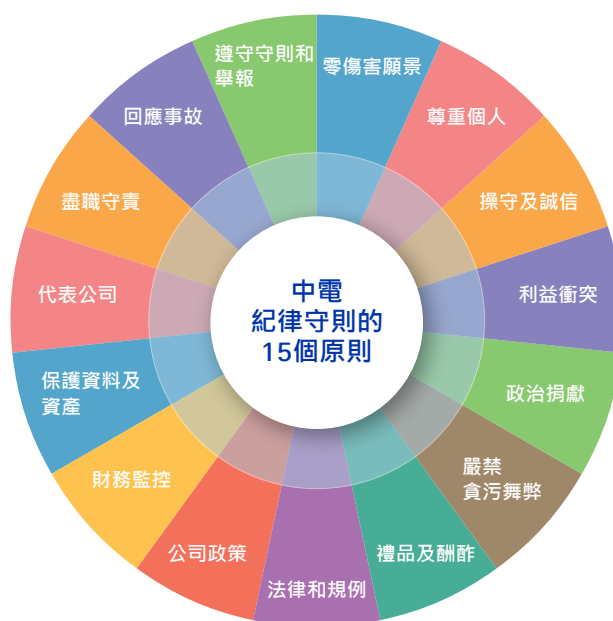 中電
紀律守則的
15個原則
零傷害願景
尊重個人
操守及誠信
利益衝突
政治捐獻
嚴禁
貪污舞弊
禮品及酬酢
法律和規例
公司政策
財務監控
保護資料及
資產
代表公司
盡職守責
回應事故
遵守守則和
舉報